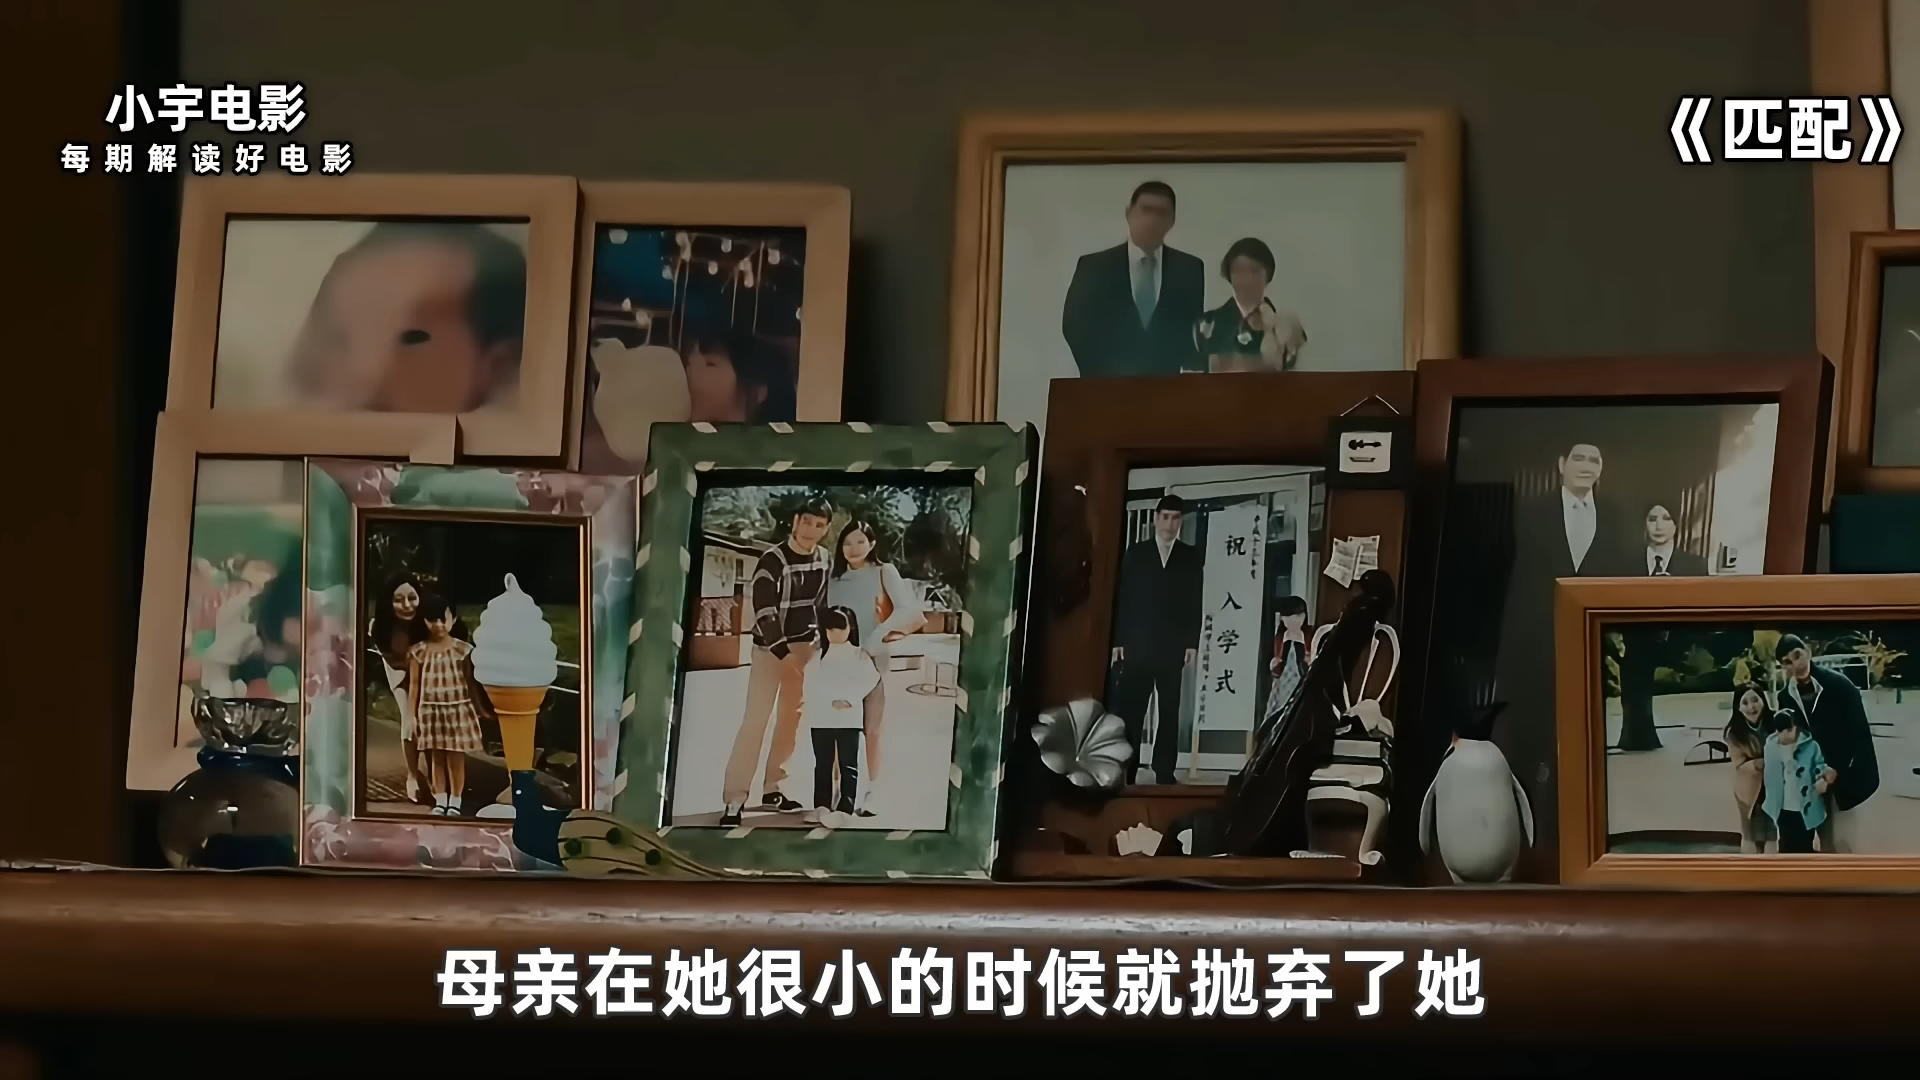 小宇电影
每期解读好电影
《匹配》
祝入学式
母亲在她很小的时候就抛弃了她